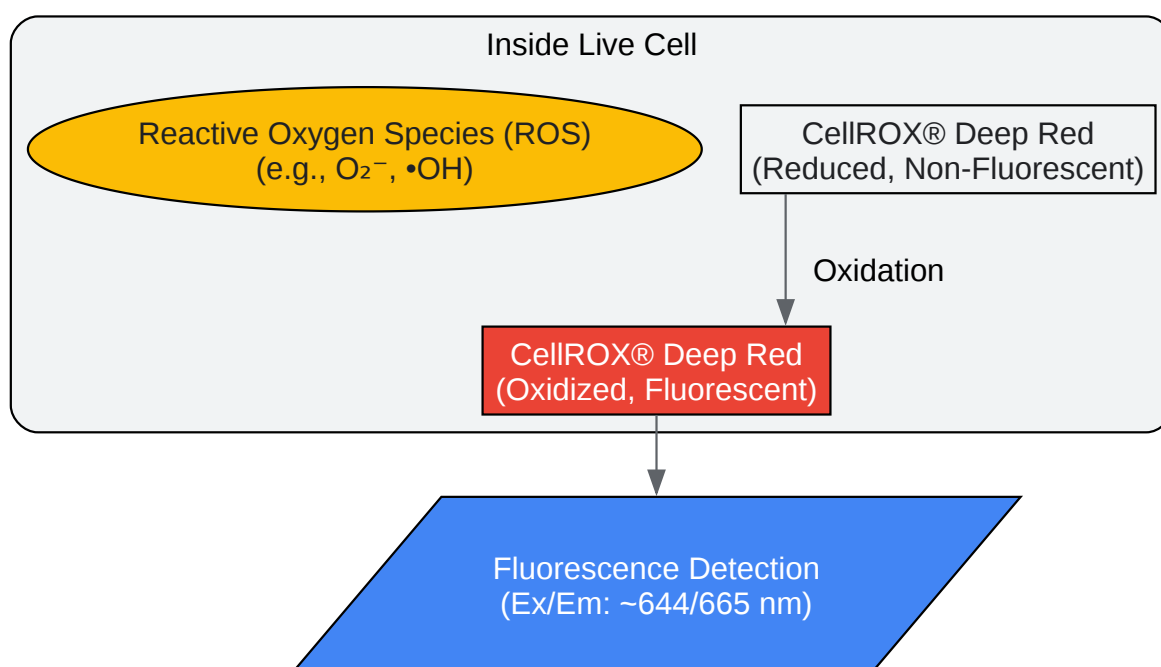 Inside Live Cell
Reactive Oxygen Species (ROS)
(e.g., O₂⁻, •OH)
CellROX® Deep Red
(Reduced, Non-Fluorescent)
Oxidation
CellROX® Deep Red
(Oxidized, Fluorescent)
Fluorescence Detection
(Ex/Em: ~644/665 nm)